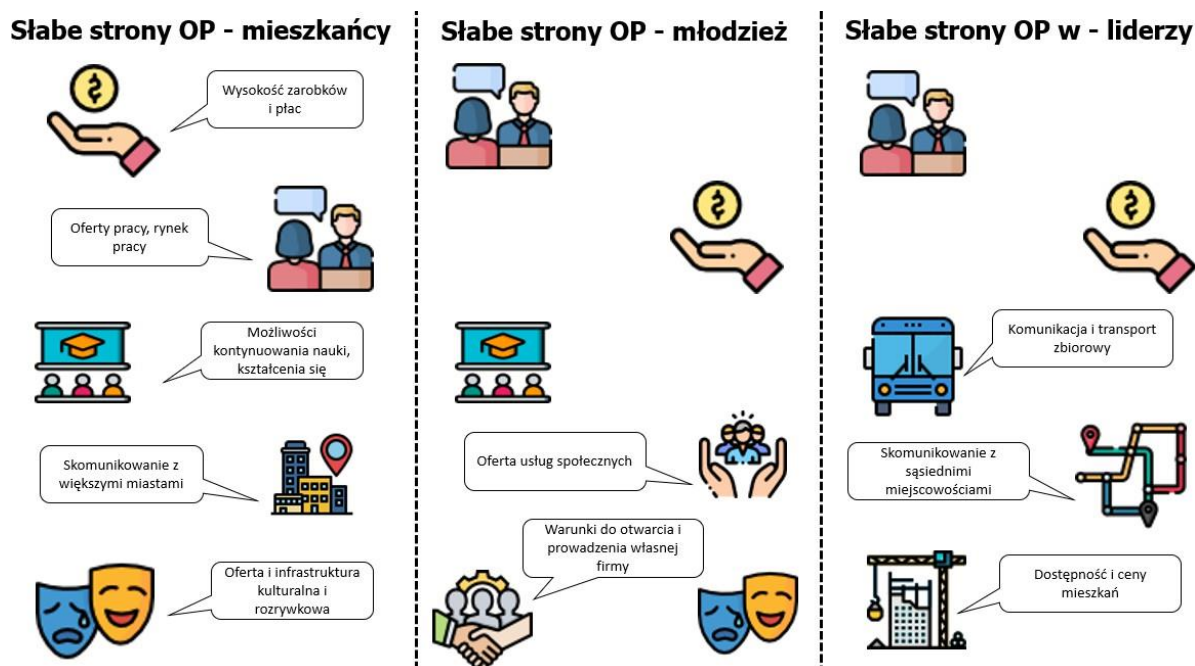 Słabe strony OP - mieszkańcy
Wysokość zarobków
i płac
Oferty pracy, rynek
pracy
Możliwości
kontynuowania nauki,
kształcenia się
Skomunikowanie z
większymi miastami
Oferta i infrastruktura
kulturalna i
rozrywkowa
Słabe strony OP - młodzież
Oferta usług społecznych
Warunki do otwarcia i
prowadzenia własnej
firmy
Słabe strony OP w - liderzy
Komunikacja i transport
zbiorowy
Skomunikowanie z
sąsiednimi
miejscowościami
Dostępność i ceny
mieszkań